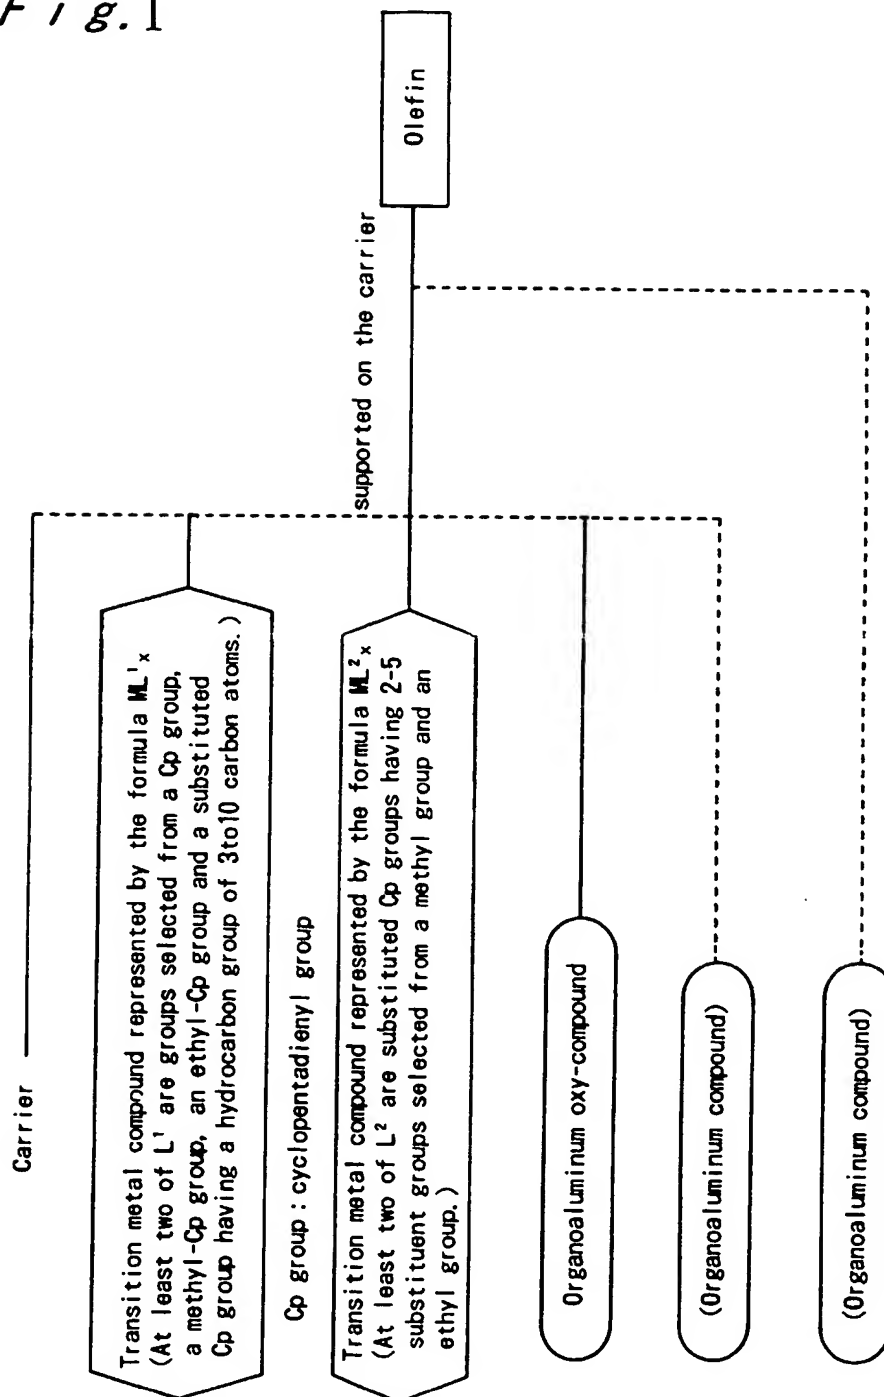 Fig.1
Carrier
Transition metal compound represented by the formula ML¹ₓ
(At least two of L¹ are groups selected from a Cp group,
a methyl-Cp group, an ethyl-Cp group and a substituted
Cp group having a hydrocarbon group of 3to10 carbon atoms.)
Cp group:cyclopentadienyl group
Transition metal compound represented by the formula ML²ₓ
(At least two of L² are substituted Cp groups having 2-5
substituent groups selected from a methyl group and an
ethyl group.)
supported on the carrier
Olefin
Organoaluminum oxy-compound
(Organoaluminum compound)
(Organoaluminum compound)